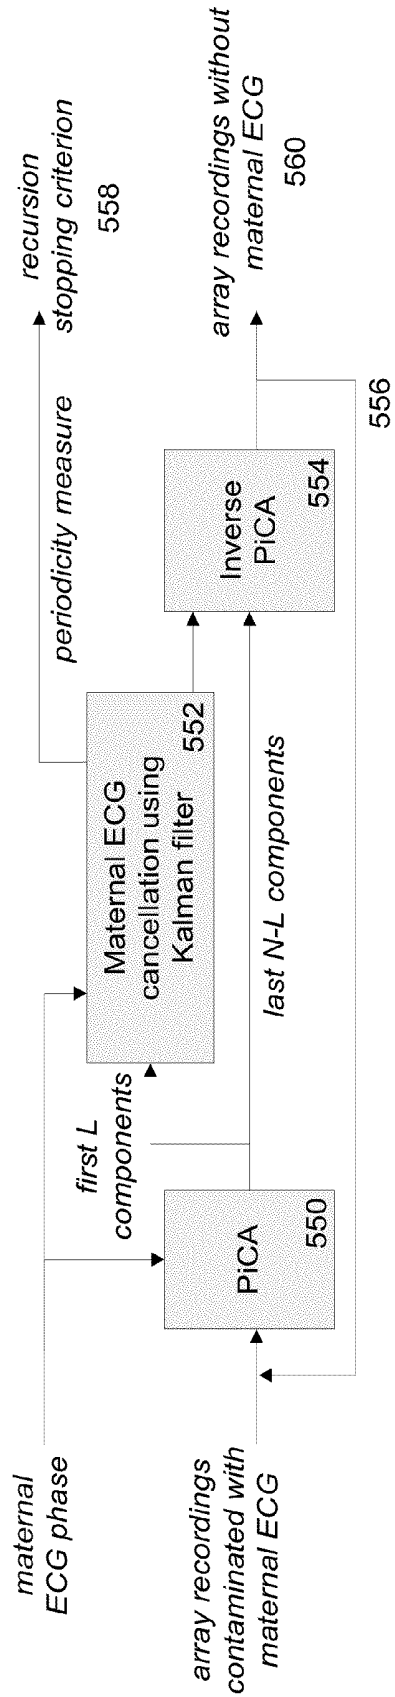 maternal
ECG phase
array recordings
contaminated with
maternal ECG
PiCA
550
first L
components
Maternal ECG
cancellation using
Kalman filter
552
last N-L components
periodicity measure
Inverse
PiCA
554
556
recursion
stopping criterion
558
array recordings without
maternal ECG
560